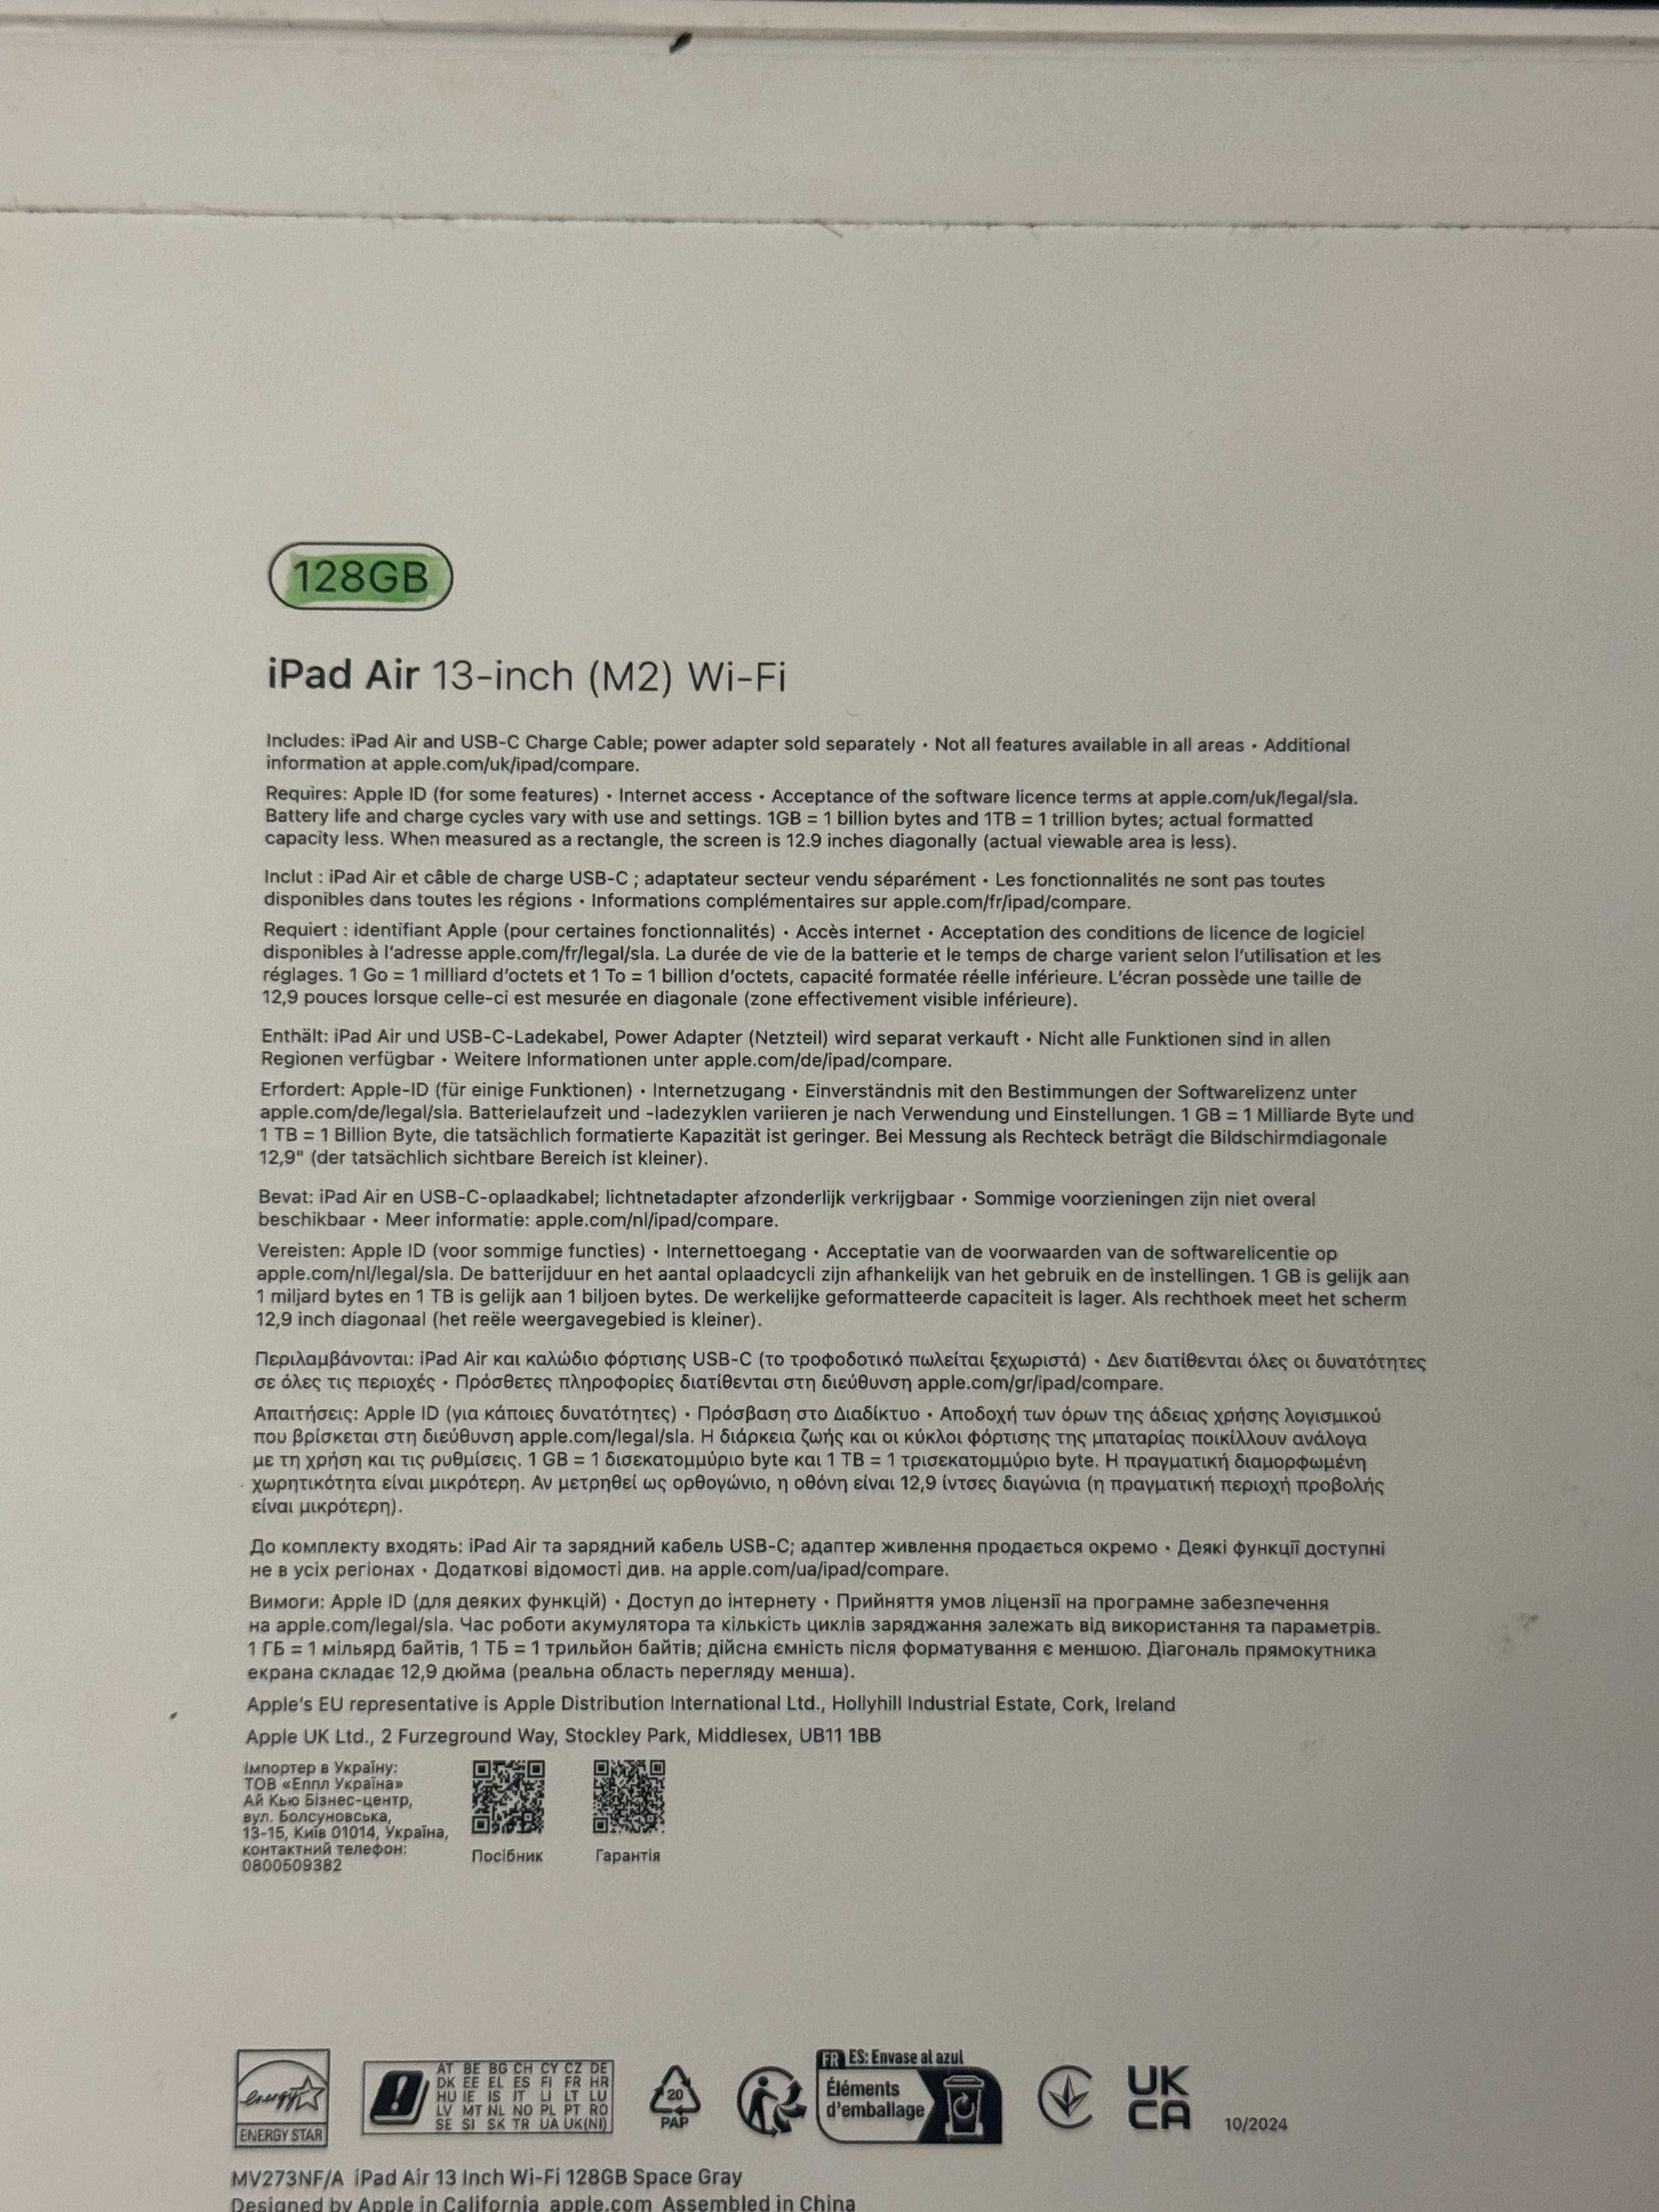 128GB
iPad Air 13-inch (M2) Wi-Fi
Includes: iPad Air and USB-C Charge Cable; power adapter sold separately • Not all features available in all areas • Additional
information at apple.com/uk/ipad/compare.
Requires: Apple ID (for some features) • Internet access • Acceptance of the software licence terms at apple.com/uk/legal/sla.
Battery life and charge cycles vary with use and settings. 1GB = 1 billion bytes and 1TB = 1 trillion bytes; actual formatted
capacity less. When measured as a rectangle, the screen is 12.9 inches diagonally (actual viewable area is less).
Inclut : iPad Air et câble de charge USB-C ; adaptateur secteur vendu séparément • Les fonctionnalités ne sont pas toutes
disponibles dans toutes les régions • Informations complémentaires sur apple.com/fr/ipad/compare.
Requiert : identifiant Apple (pour certaines fonctionnalités) • Accès internet • Acceptation des conditions de licence de logiciel
disponibles à l'adresse apple.com/fr/legal/sla. La durée de vie de la batterie et le temps de charge varient selon l'utilisation et les
réglages. 1 Go = 1 milliard d'octets et 1 To = 1 billion d'octets, capacité formatée réelle inférieure. L'écran possède une taille de
12,9 pouces lorsque celle-ci est mesurée en diagonale (zone effectivement visible inférieure).
Enthält: iPad Air und USB-C-Ladekabel, Power Adapter (Netzteil) wird separat verkauft • Nicht alle Funktionen sind in allen
Regionen verfügbar • Weitere Informationen unter apple.com/de/ipad/compare.
Erfordert: Apple-ID (für einige Funktionen) • Internetzugang • Einverständnis mit den Bestimmungen der Softwarelizenz unter
apple.com/de/legal/sla. Batterielaufzeit und -ladezyklen variieren je nach Verwendung und Einstellungen. 1 GB = 1 Milliarde Byte und
1 TB = 1 Billion Byte, die tatsächlich formatierte Kapazität ist geringer. Bei Messung als Rechteck beträgt die Bildschirmdiagonale
12,9" (der tatsächlich sichtbare Bereich ist kleiner).
Bevat: iPad Air en USB-C-oplaadkabel; lichtnetadapter afzonderlijk verkrijgbaar • Sommige voorzieningen zijn niet overal
beschikbaar • Meer informatie: apple.com/nl/ipad/compare.
Vereisten: Apple ID (voor sommige functies) • Internettoegang • Acceptatie van de voorwaarden van de softwarelicentie op
apple.com/nl/legal/sla. De batterijduur en het aantal oplaadcycli zijn afhankelijk van het gebruik en de instellingen. 1 GB is gelijk aan
1 miljard bytes en 1 TB is gelijk aan 1 biljoen bytes. De werkelijke geformatteerde capaciteit is lager. Als rechthoek meet het scherm
12,9 inch diagonaal (het reële weergavegebied is kleiner).
Περιλαμβάνονται: iPad Air και καλώδιο φόρτισης USB-C (το τροφοδοτικό πωλείται ξεχωριστά) • Δεν διατίθενται όλες οι δυνατότητες
σε όλες τις περιοχές • Πρόσθετες πληροφορίες διατίθενται στη διεύθυνση apple.com/gr/ipad/compare.
Απαιτήσεις: Apple ID (για κάποιες δυνατότητες) • Πρόσβαση στο Διαδίκτυο • Αποδοχή των όρων της άδειας χρήσης λογισμικού
που βρίσκεται στη διεύθυνση apple.com/legal/sla. Η διάρκεια ζωής και οι κύκλοι φόρτισης της μπαταρίας ποικίλλουν ανάλογα
με τη χρήση και τις ρυθμίσεις. 1 GB = 1 δισεκατομμύριο byte και 1 TB = 1 τρισεκατομμύριο byte. Η πραγματική διαμορφωμένη
χωρητικότητα είναι μικρότερη. Αν μετρηθεί ως ορθογώνιο, η οθόνη είναι 12,9 ίντσες διαγώνια (η πραγματική περιοχή προβολής
είναι μικρότερη).
До комплекту входять: iPad Air та зарядний кабель USB-C; адаптер живлення продається окремо • Деякі функції доступні
не в усіх регіонах • Додаткові відомості див. на apple.com/ua/ipad/compare.
Вимоги: Apple ID (для деяких функцій) • Доступ до інтернету • Прийняття умов ліцензії на програмне забезпечення
на apple.com/legal/sla. Час роботи акумулятора та кількість циклів заряджання залежать від використання та параметрів.
1 ГБ = 1 мільярд байтів, 1 ТБ = 1 трильйон байтів; дійсна ємність після форматування є меншою. Діагональ прямокутника
екрана складає 12,9 дюйма (реальна область перегляду менша).
Apple's EU representative is Apple Distribution International Ltd., Hollyhill Industrial Estate, Cork, Ireland
Apple UK Ltd., 2 Furzeground Way, Stockley Park, Middlesex, UB11 1BB
Імпортер в Україну:
ТОВ «Еппл Україна»
Ай Кью Бізнес-центр,
вул. Болсуновська,
13-15, Київ 01014, Україна,
контактний телефон:
0800509382
Посібник
Гарантія
energy
ENERGY STAR
AT BE BG CH CY CZ DE
DK EE EL ES FI FR HR
HU IE IS IT LI LT LU
LV MT NL NO PL PT RO
SE SI SK TR UA UK(NI)
20
PAP
FR ES: Envase al azul
Éléments
d'emballage
UK
CA
10/2024
MV273NF/A iPad Air 13 Inch Wi-Fi 128GB Space Gray
Designed by Apple in California apple.com Assembled in China